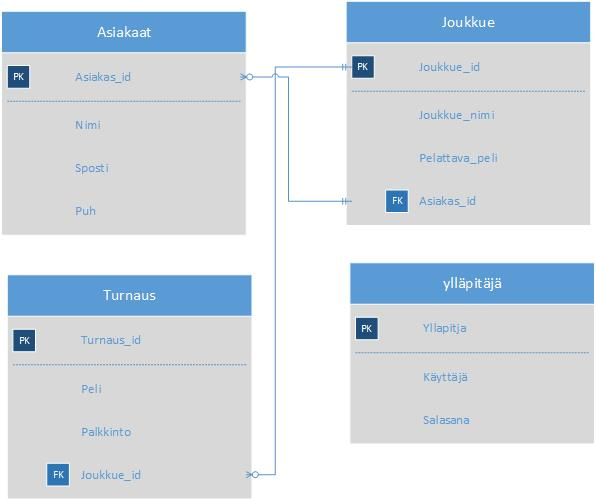 Asiakaat
PK Asiakas_id
Nimi
Sposti
Puh
Joukkue
PK Joukkue_id
Joukkue_nimi
Pelattava_peli
FK Asiakas_id
Turnaus
PK Turnaus_id
Peli
Palkkinto
FK Joukkue_id
ylläpitäjä
PK Yllapitja
Käyttäjä
Salasana